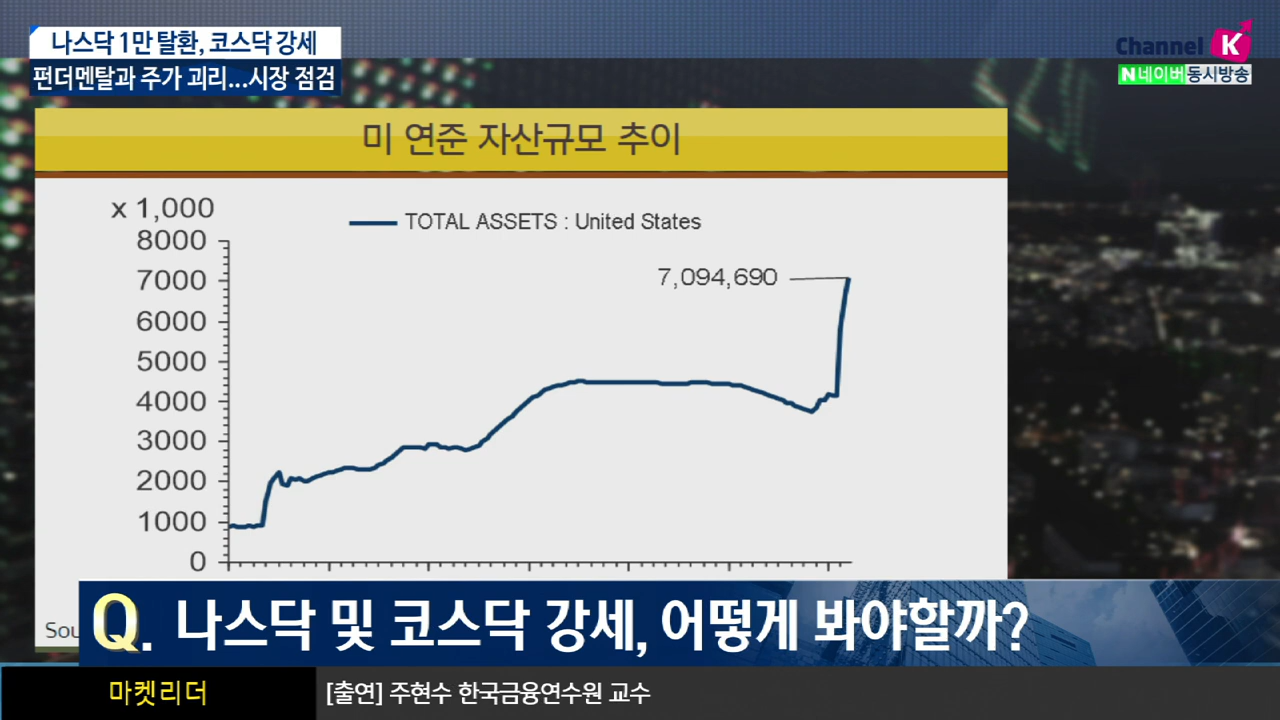 나스닥 1만 탈환, 코스닥 강세
펀더멘탈과 주가 괴리...시장 점검
Channel K
N 네이버 동시방송
미 연준 자산규모 추이
x 1,000
TOTAL ASSETS : United States
8000
7,094,690
7000
6000
5000
4000
3000
2000
1000
0
Q. 나스닥 및 코스닥 강세, 어떻게 봐야할까?
마켓리더
[출연] 주현수 한국금융연수원 교수